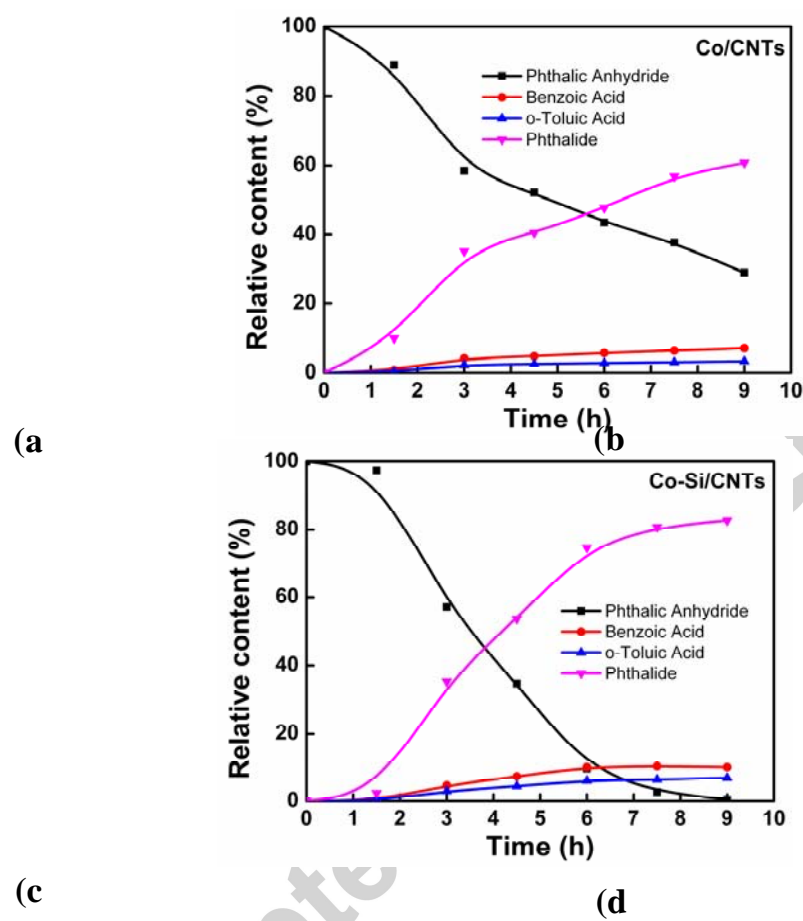 100
Co/CNTs
Phthalic Anhydride
Benzoic Acid
o-Toluic Acid
Phthalide
80
60
40
20
0
Relative content (%)
0 1 2 3 4 5 6 7 8 9 10
Time (h)
(a
(b
100
Co-Si/CNTs
80
60
40
20
0
Relative content (%)
Phthalic Anhydride
Benzoic Acid
o-Toluic Acid
Phthalide
0 1 2 3 4 5 6 7 8 9 10
Time (h)
(c
(d